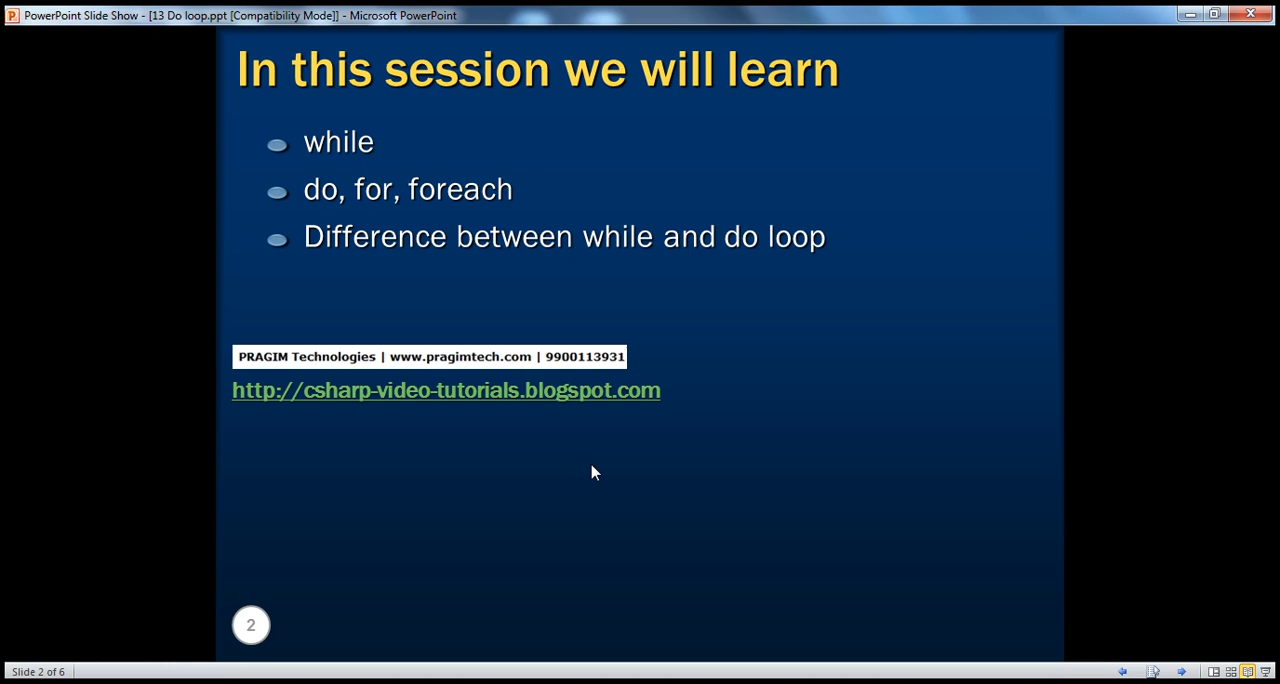 PowerPoint Slide Show - [13 Do loop.ppt [Compatibility Mode]] - Microsoft PowerPoint
In this session we will learn
while
do, for, foreach
Difference between while and do loop
PRAGIM Technologies | www.pragimtech.com | 9900113931
http://csharp-video-tutorials.blogspot.com
2
Slide 2 of 6